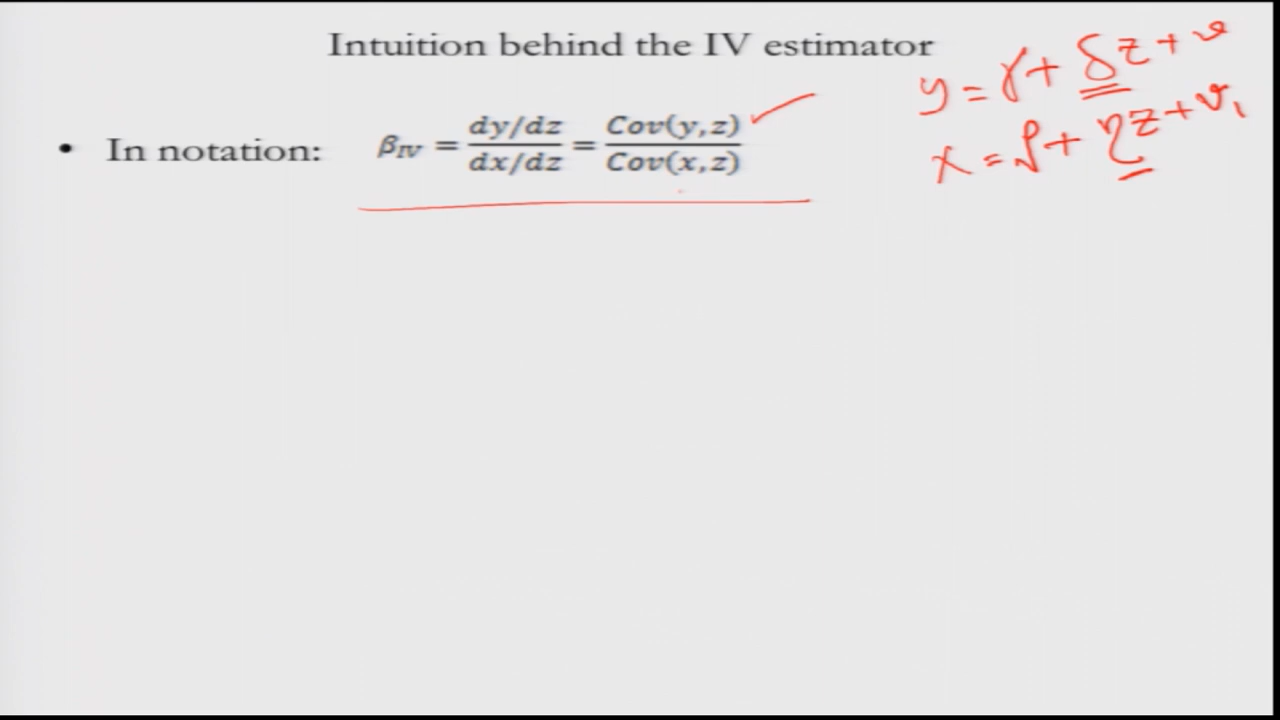 Intuition behind the IV estimator
• In notation: β_IV = dy/dz / dx/dz = Cov(y,z) / Cov(x,z)
y = γ + δz + v
x = ρ + ηz + v₁